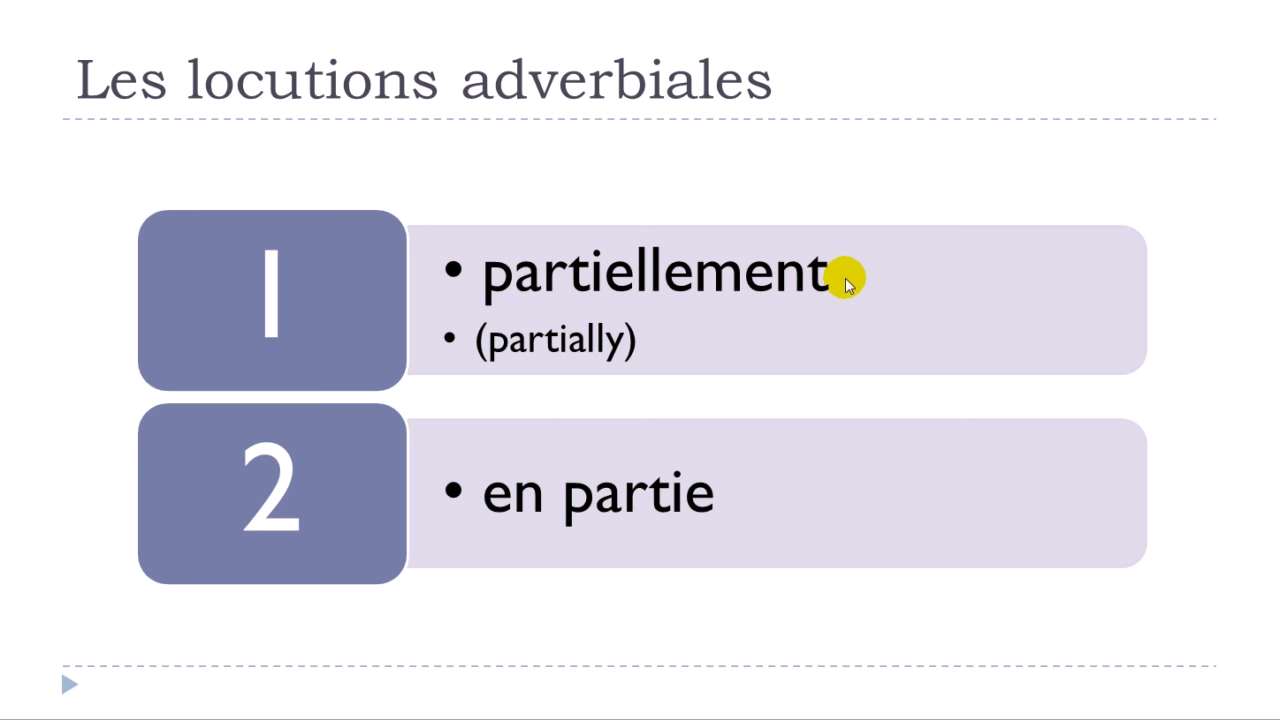 Les locutions adverbiales
1
• partiellement
• (partially)
2
• en partie